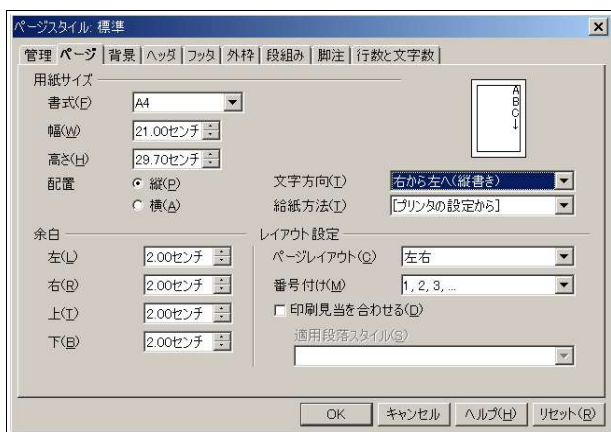 ページスタイル: 標準
管理 ページ 背景 ヘッダ フッタ 外枠 段組み 脚注 行数と文字数
用紙サイズ
書式(F) A4
幅(W) 21.00センチ
高さ(H) 29.70センチ
配置 縦(P) 文字方向(T) 右から左へ(縦書き)
横(A) 給紙方法(T) [プリンタの設定から]
A
B
C
余白 レイアウト設定
左(L) 2.00センチ ページレイアウト(C) 左右
右(R) 2.00センチ 番号付け(M) 1, 2, 3, ...
上(T) 2.00センチ 印刷見当を合わせる(D)
下(B) 2.00センチ 適用段落スタイル(S)
OK キャンセル ヘルプ(H) リセット(R)